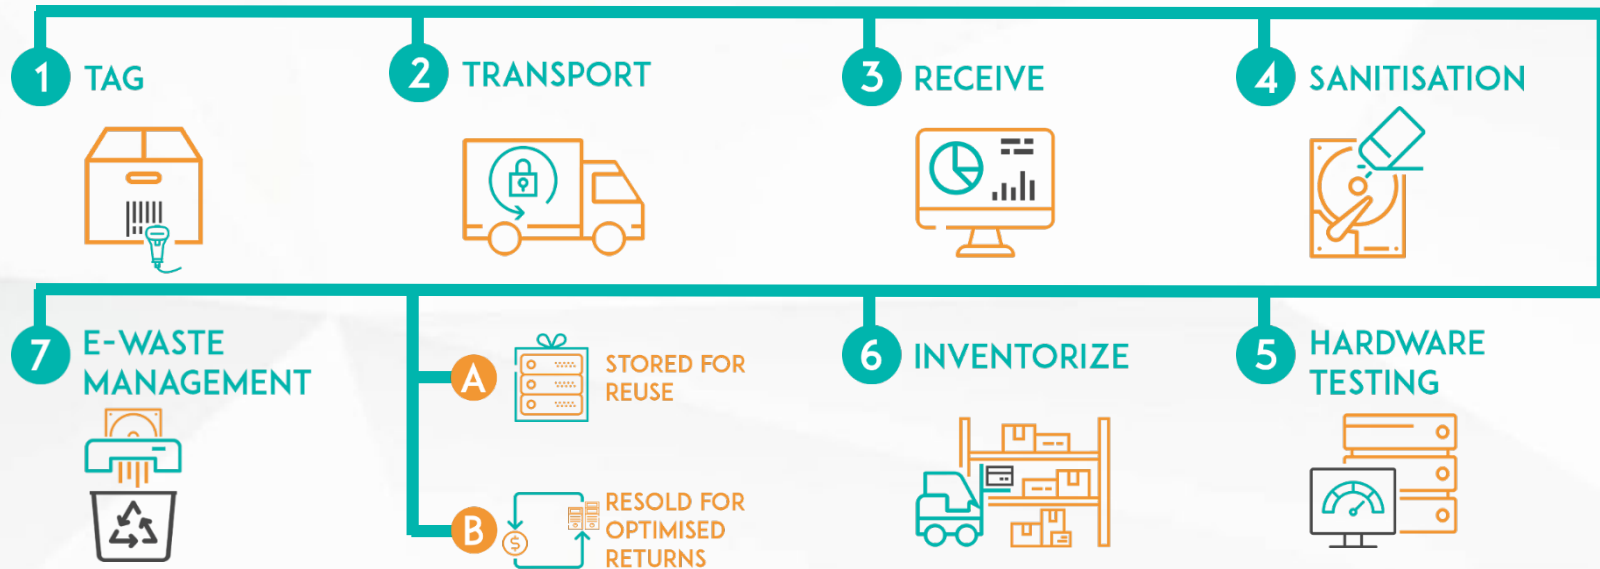 1 TAG
2 TRANSPORT
3 RECEIVE
4 SANITISATION
5 HARDWARE
TESTING
6 INVENTORIZE
A STORED FOR
REUSE
B RESOLD FOR
OPTIMISED
RETURNS
$
7 E-WASTE
MANAGEMENT